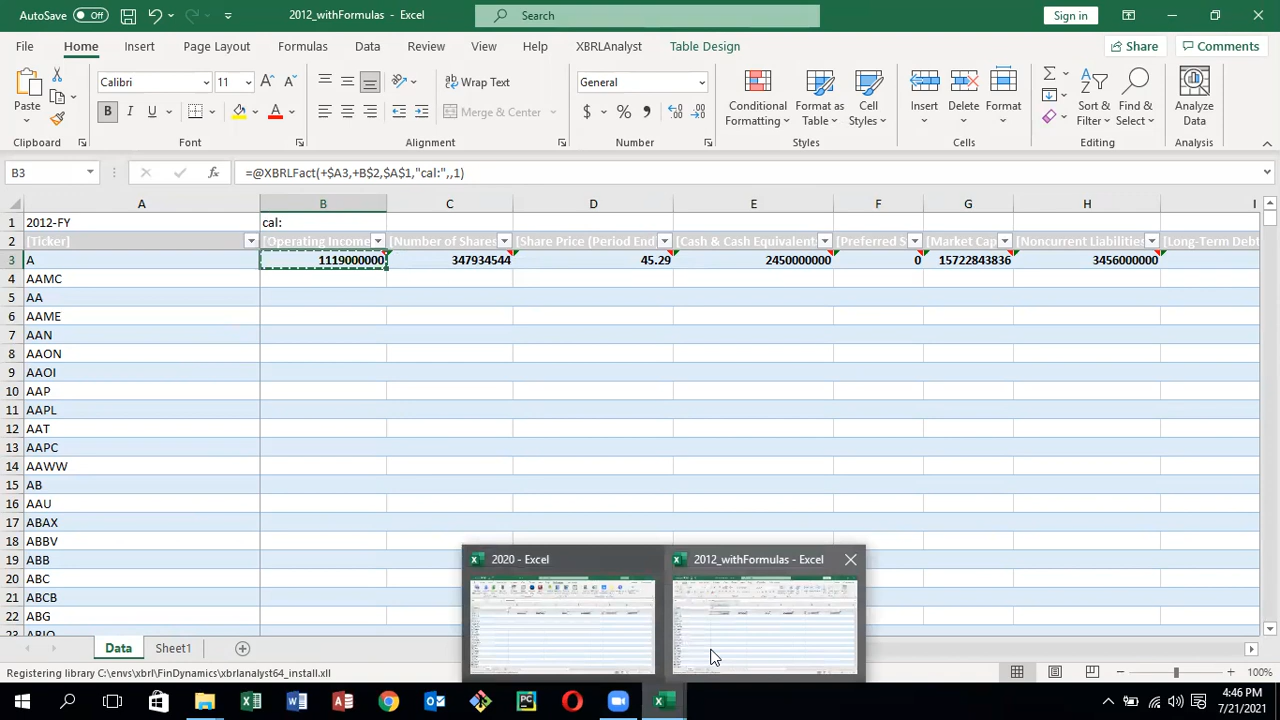 AutoSave Off 2012_withFormulas - Excel Search Sign in
File Home Insert Page Layout Formulas Data Review View Help XBRLAnalyst Table Design Share Comments
Paste Calibri 11 Wrap Text General Conditional Formatting Format as Table Cell Styles Insert Delete Format Sort & Filter Find & Select Analyze Data
B I U Merge & Center $ %
Clipboard Font Alignment Number Styles Cells Editing Analysis
B3 fx =@XBRLFact(+$A3,+B$2,$A$1,"cal:",,1)
A B C D E F G H I
1 2012-FY cal:
2 [Ticker] [Operating Income [Number of Shares [Share Price (Period End [Cash & Cash Equivalent [Preferred S [Market Cap [Noncurrent Liabilities [Long-Term Debt
3 A 1119000000 347934544 45.29 2450000000 0 15722843836 3456000000
4 AAMC
5 AA
6 AAME
7 AAN
8 AAON
9 AAOI
10 AAP
11 AAPL
12 AAT
13 AAPC
14 AAWW
15 AB
16 AAU
17 ABAX
18 ABBV
19 ABB
20 ABC
21 ABCB
22 ABG
23 ABIO
2020 - Excel 2012_withFormulas - Excel
Data Sheet1
Registering library C:\envs\xbrl\FinDynamics\xbrlanalyst64_install.xll 100%
4:46 PM
7/21/2021